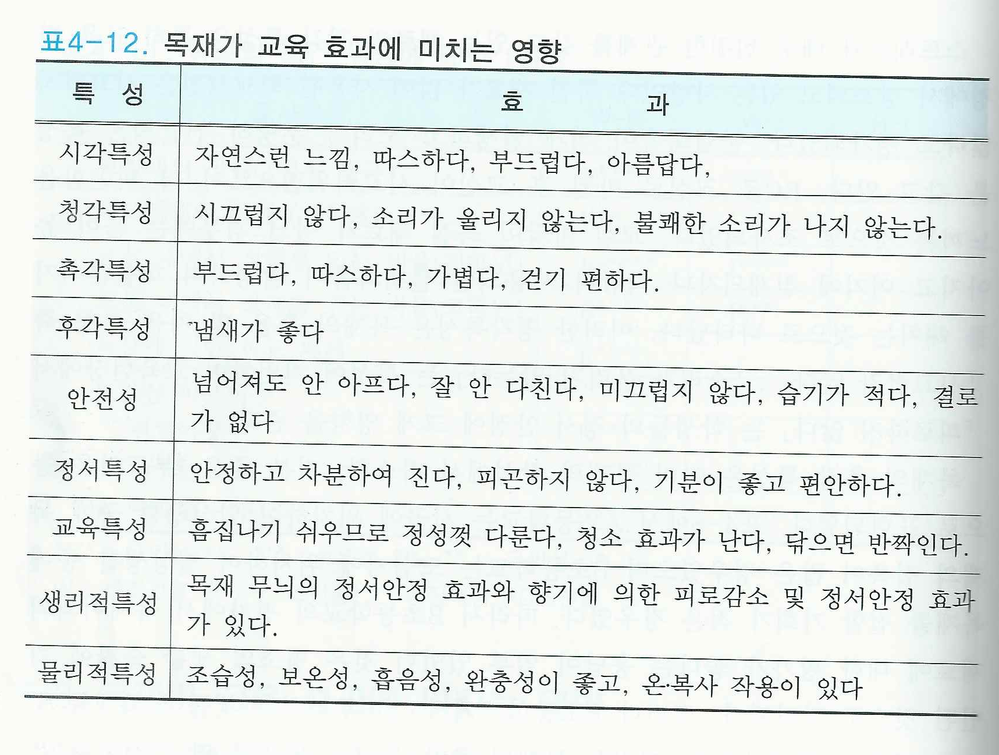 표4-12. 목재가 교육 효과에 미치는 영향
특 성 효 과
시각특성 자연스런 느낌, 따스하다, 부드럽다, 아름답다,
청각특성 시끄럽지 않다, 소리가 울리지 않는다, 불쾌한 소리가 나지 않는다.
촉각특성 부드럽다, 따스하다, 가볍다, 걷기 편하다.
후각특성 냄새가 좋다
안전성 넘어져도 안 아프다, 잘 안 다친다, 미끄럽지 않다, 습기가 적다, 결로
가 없다
정서특성 안정하고 차분하여 진다, 피곤하지 않다, 기분이 좋고 편안하다.
교육특성 흠집나기 쉬우므로 정성껏 다룬다, 청소 효과가 난다, 닦으면 반짝인다.
생리적특성 목재 무늬의 정서안정 효과와 향기에 의한 피로감소 및 정서안정 효과
가 있다.
물리적특성 조습성, 보온성, 흡음성, 완충성이 좋고, 온·복사 작용이 있다